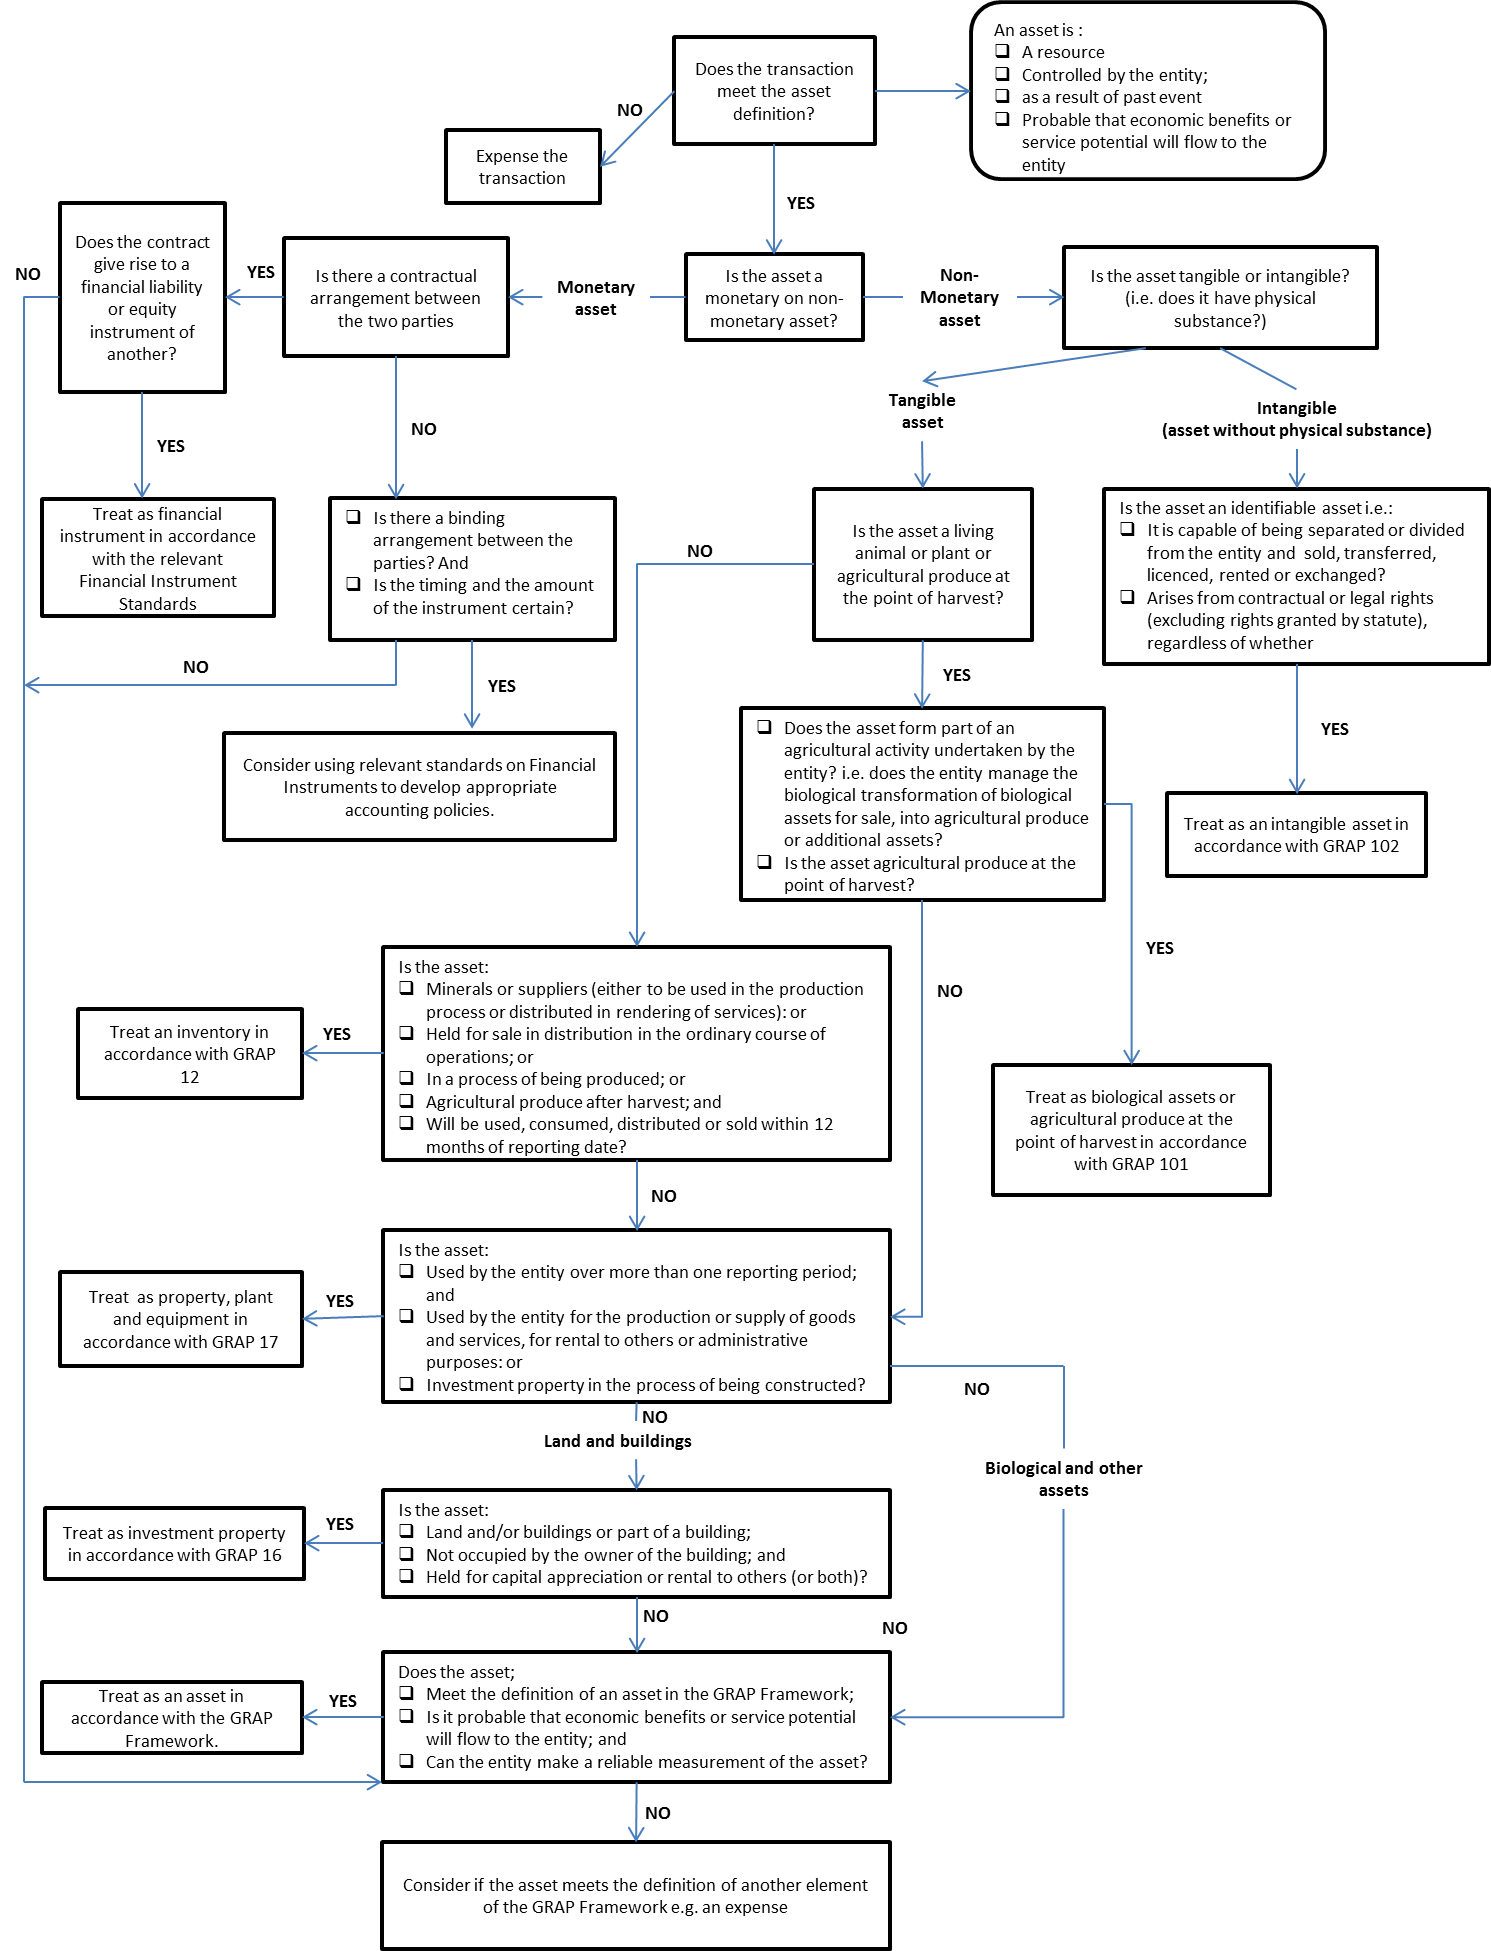 An asset is :
❑ A resource
❑ Controlled by the entity;
❑ as a result of past event
❑ Probable that economic benefits or
service potential will flow to the
entity
Does the transaction
meet the asset
definition?
NO
Expense the
transaction
YES
Does the contract
give rise to a
financial liability
or equity
instrument of
another?
NO
YES
Is there a contractual
arrangement between
the two parties
Monetary
asset
Is the asset a
monetary on non-
monetary asset?
Non-
Monetary
asset
Is the asset tangible or intangible?
(i.e. does it have physical
substance?)
Tangible
asset
Intangible
(asset without physical substance)
YES
NO
Treat as financial
instrument in accordance
with the relevant
Financial Instrument
Standards
❑ Is there a binding
arrangement between the
parties? And
❑ Is the timing and the amount
of the instrument certain?
NO
Is the asset a living
animal or plant or
agricultural produce at
the point of harvest?
Is the asset an identifiable asset i.e.:
❑ It is capable of being separated or divided
from the entity and sold, transferred,
licenced, rented or exchanged?
❑ Arises from contractual or legal rights
(excluding rights granted by statute),
regardless of whether
NO
YES
YES
YES
Consider using relevant standards on Financial
Instruments to develop appropriate
accounting policies.
❑ Does the asset form part of an
agricultural activity undertaken by the
entity? i.e. does the entity manage the
biological transformation of biological
assets for sale, into agricultural produce
or additional assets?
❑ Is the asset agricultural produce at the
point of harvest?
Treat as an intangible asset in
accordance with GRAP 102
YES
NO
Is the asset:
❑ Minerals or suppliers (either to be used in the production
process or distributed in rendering of services): or
❑ Held for sale in distribution in the ordinary course of
operations; or
❑ In a process of being produced; or
❑ Agricultural produce after harvest; and
❑ Will be used, consumed, distributed or sold within 12
months of reporting date?
YES
Treat an inventory in
accordance with GRAP
12
Treat as biological assets or
agricultural produce at the
point of harvest in accordance
with GRAP 101
NO
Is the asset:
❑ Used by the entity over more than one reporting period;
and
❑ Used by the entity for the production or supply of goods
and services, for rental to others or administrative
purposes: or
❑ Investment property in the process of being constructed?
YES
Treat as property, plant
and equipment in
accordance with GRAP 17
NO
NO
Land and buildings
Biological and other
assets
Is the asset:
❑ Land and/or buildings or part of a building;
❑ Not occupied by the owner of the building; and
❑ Held for capital appreciation or rental to others (or both)?
YES
Treat as investment property
in accordance with GRAP 16
NO
NO
Does the asset;
❑ Meet the definition of an asset in the GRAP Framework;
❑ Is it probable that economic benefits or service potential
will flow to the entity; and
❑ Can the entity make a reliable measurement of the asset?
YES
Treat as an asset in
accordance with the GRAP
Framework.
NO
Consider if the asset meets the definition of another element
of the GRAP Framework e.g. an expense